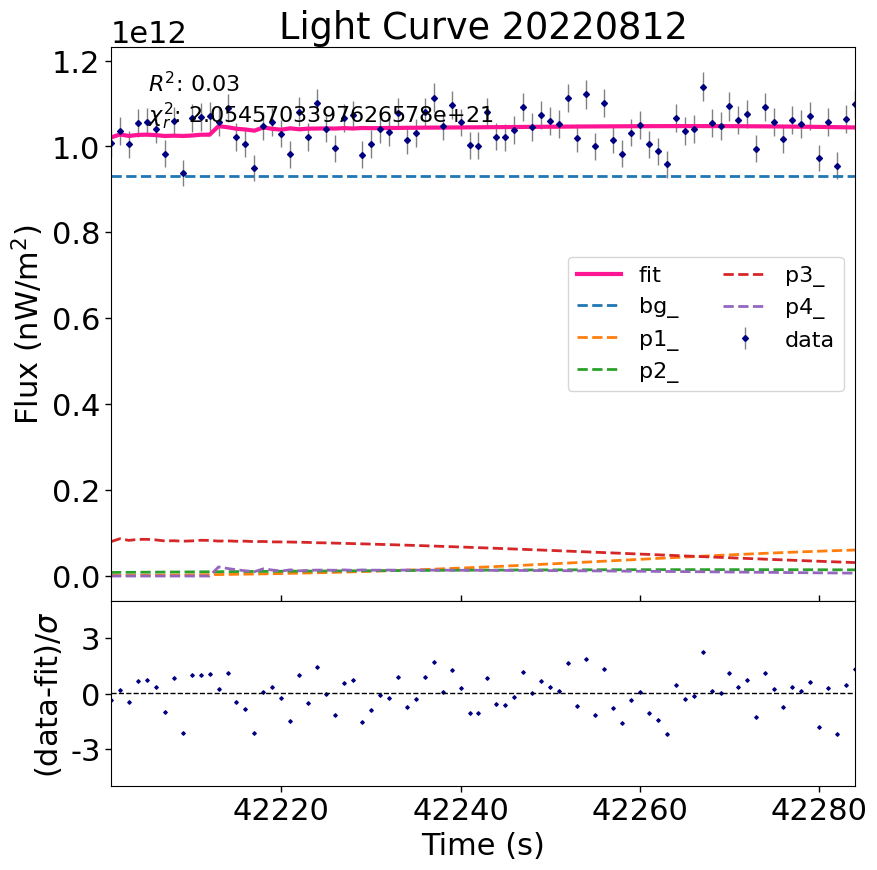 Light Curve 20220812
1e12
R²: 0.03
χ²ᵣ: 2.0545703397626578e+21
1.2
1.0
0.8
0.6
0.4
0.2
0.0
Flux (nW/m²)
fit
bg_
p1_
p2_
p3_
p4_
data
3
0
-3
(data-fit)/σ
42220 42240 42260 42280
Time (s)